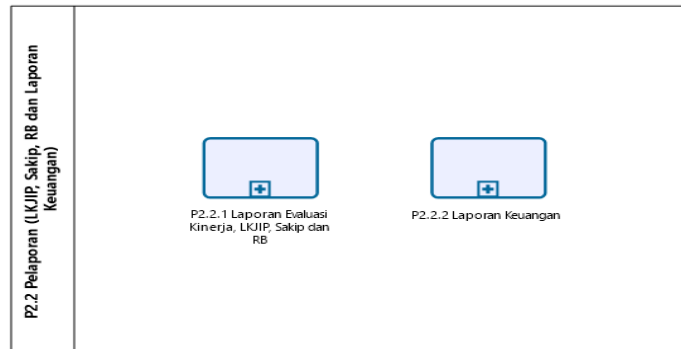 P2.2 Pelaporan (LKJIP, Sakip, RB dan Laporan
Keuangan)
P2.2.1 Laporan Evaluasi
Kinerja, LKJIP, Sakip dan
RB
P2.2.2 Laporan Keuangan